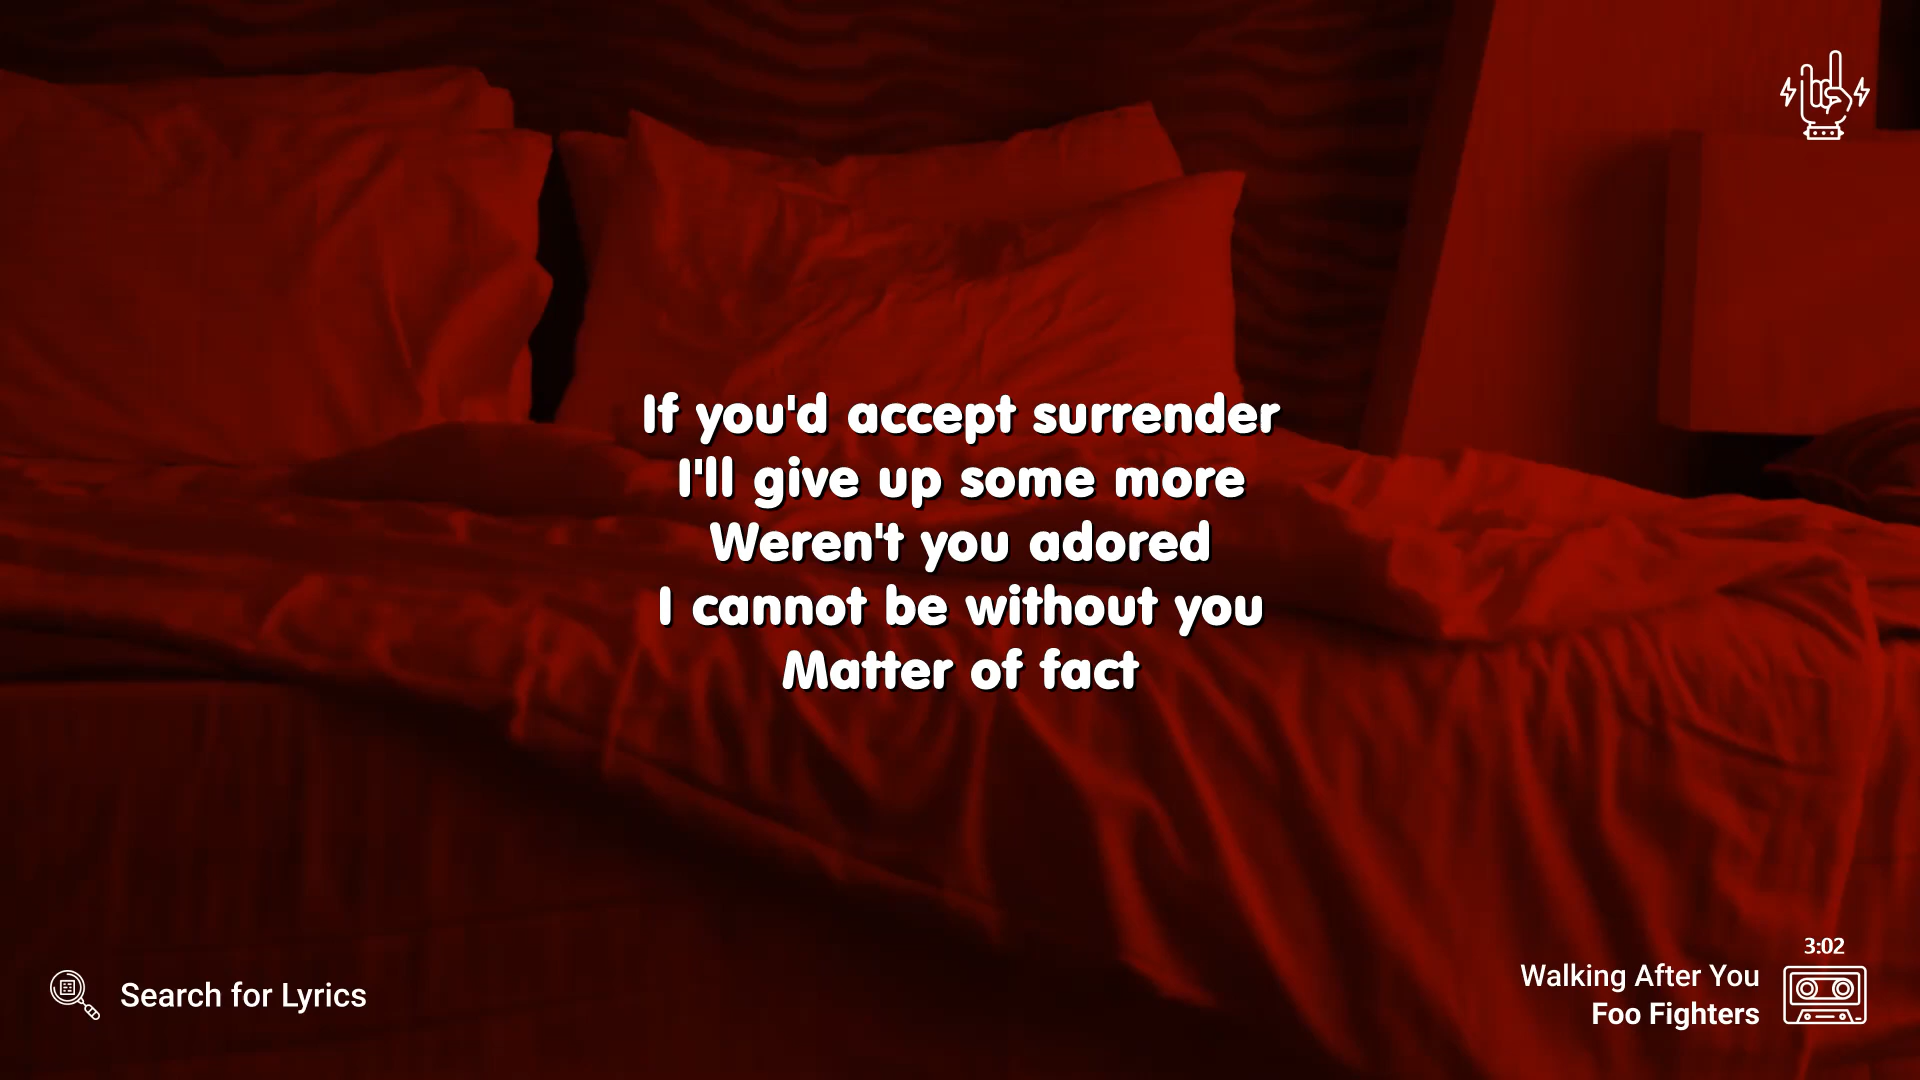 If you'd accept surrender
I'll give up some more
Weren't you adored
I cannot be without you
Matter of fact
Search for Lyrics
3:02
Walking After You
Foo Fighters